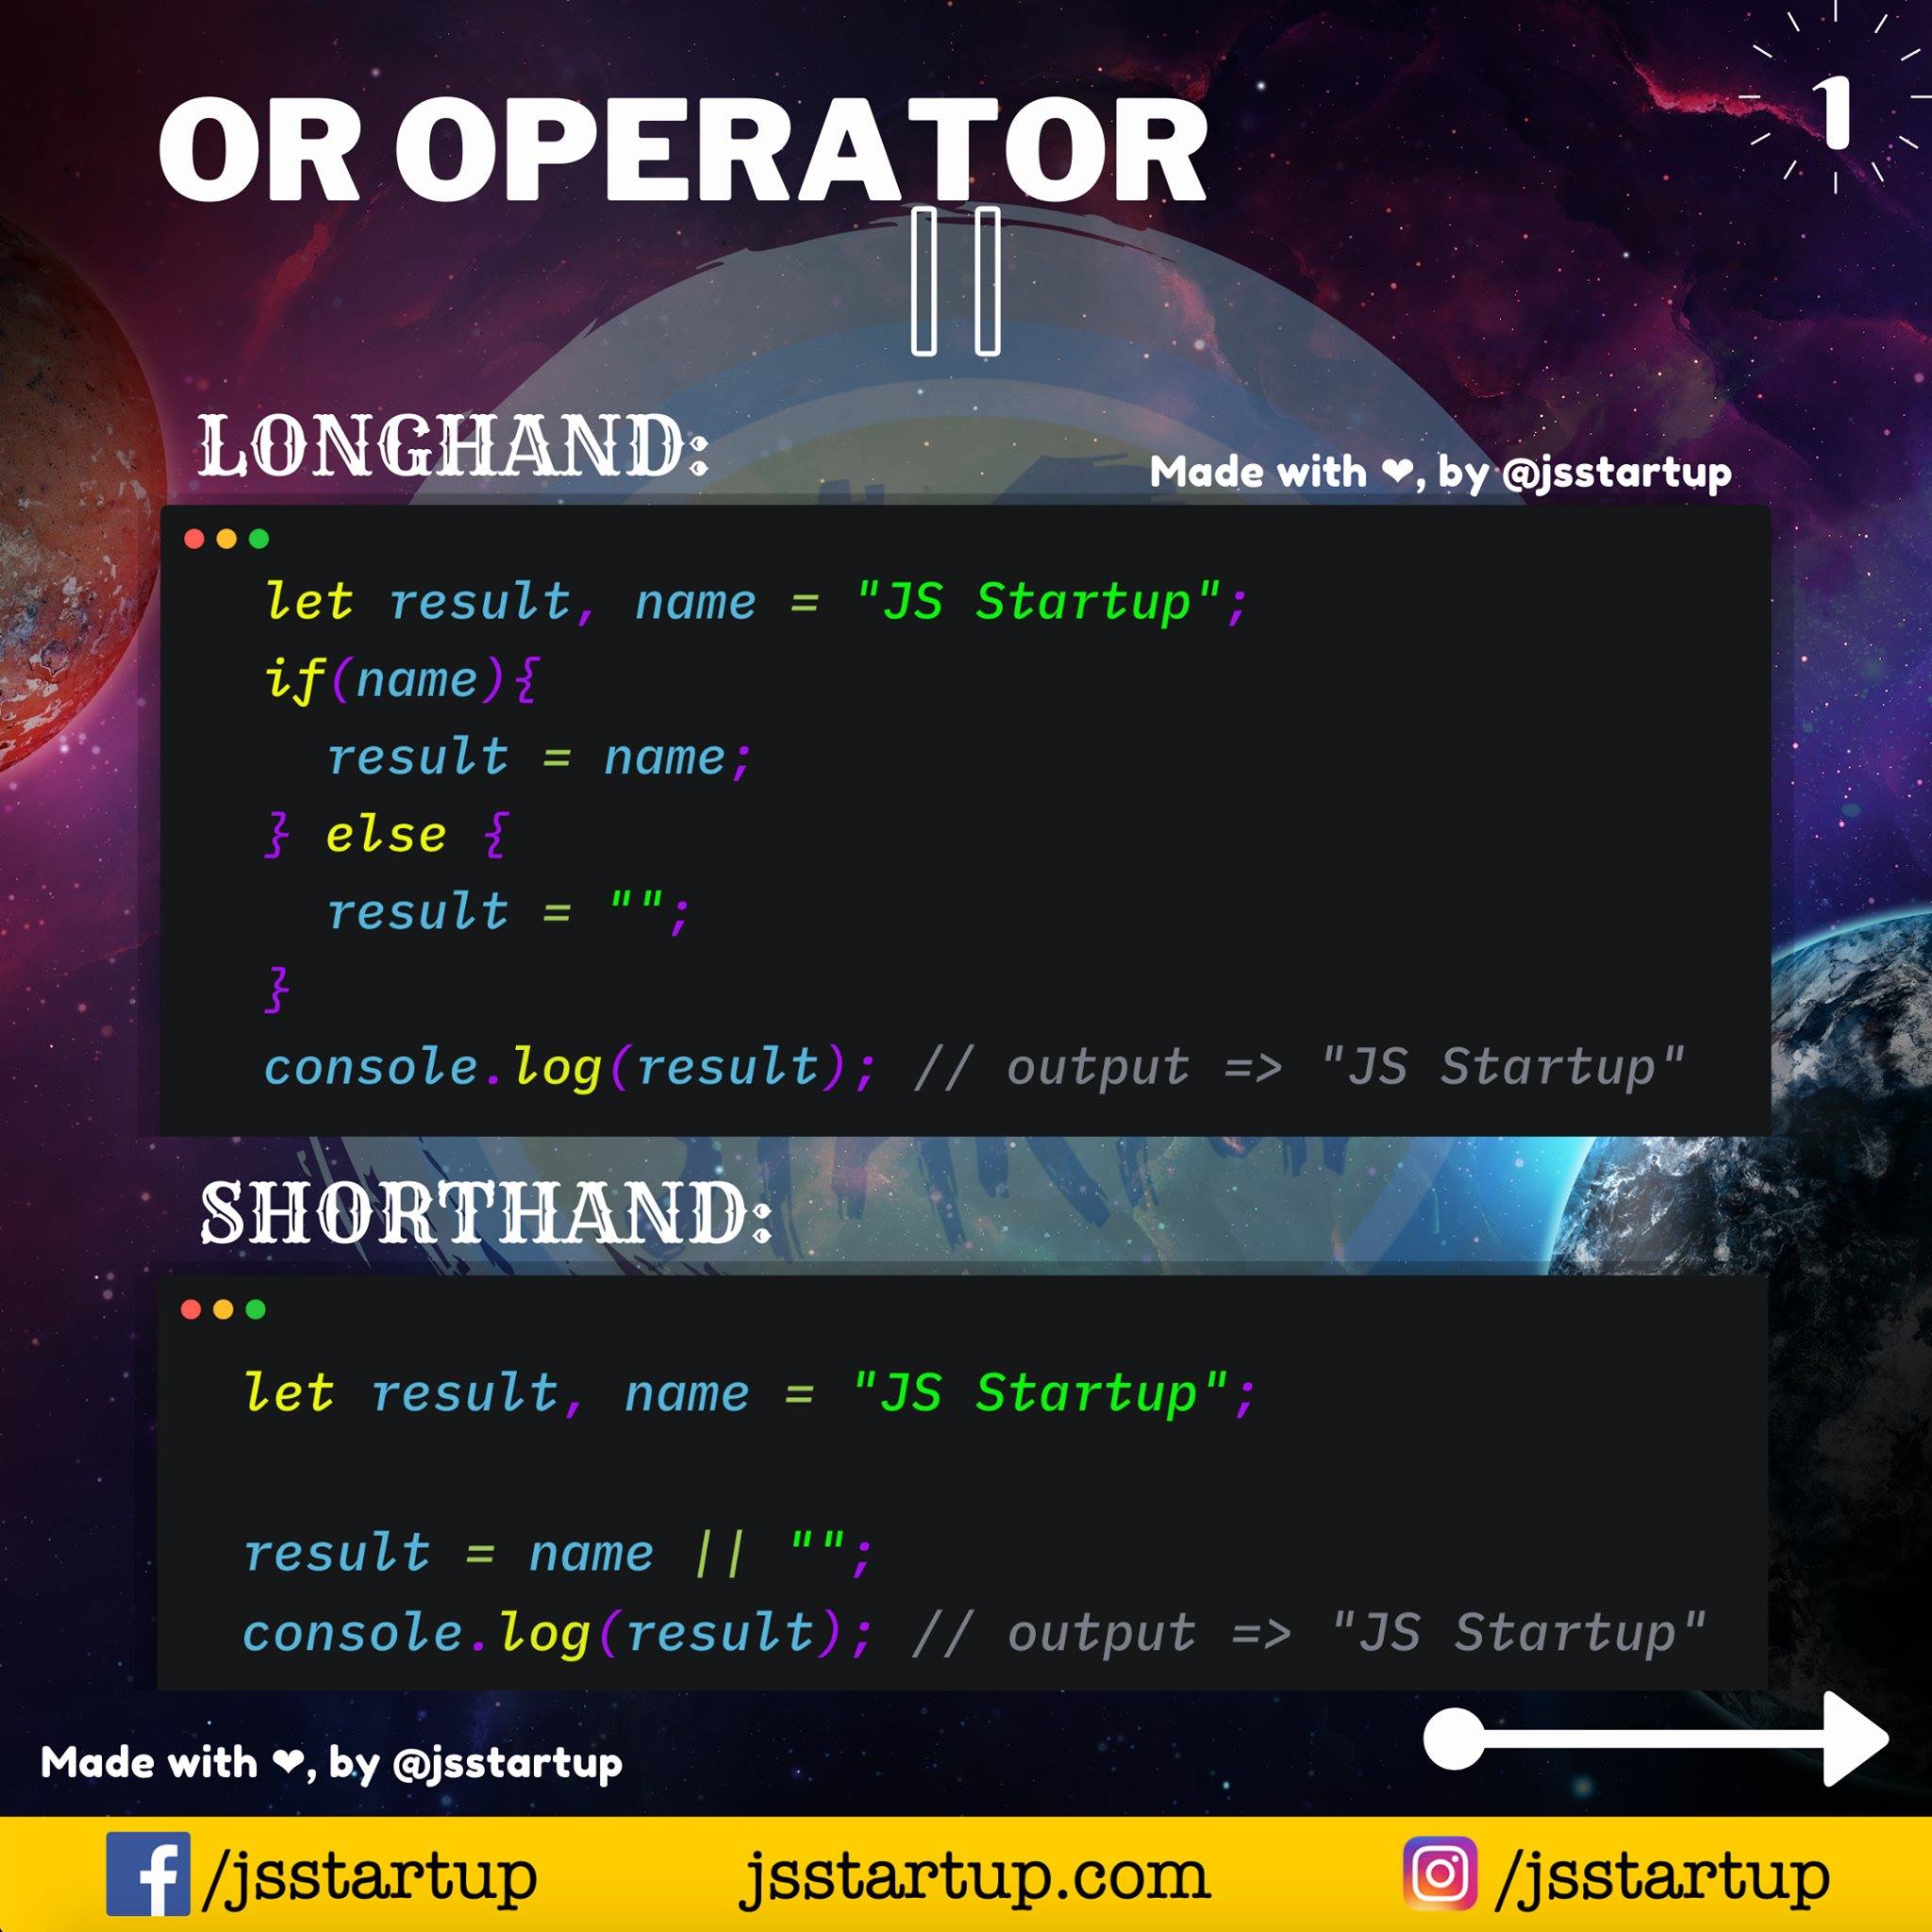 OR OPERATOR
1
||
LONGHAND:
Made with ❤, by @jsstartup
let result, name = "JS Startup";
if(name){
  result = name;
} else {
  result = "";
}
console.log(result); // output => "JS Startup"
SHORTHAND:
let result, name = "JS Startup";
result = name || "";
console.log(result); // output => "JS Startup"
Made with ❤, by @jsstartup
/jsstartup jsstartup.com /jsstartup